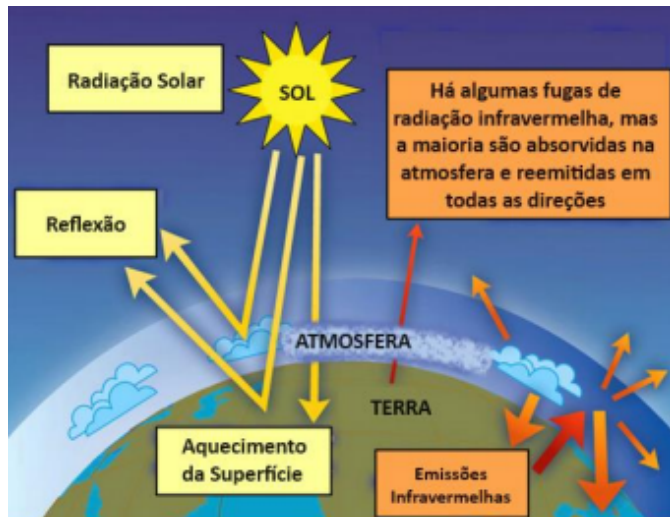 Radiação Solar
SOL
Há algumas fugas de
radiação infravermelha, mas
a maioria são absorvidas na
atmosfera e reemitidas em
todas as direções
Reflexão
ATMOSFERA
TERRA
Aquecimento
da Superfície
Emissões
Infravermelhas